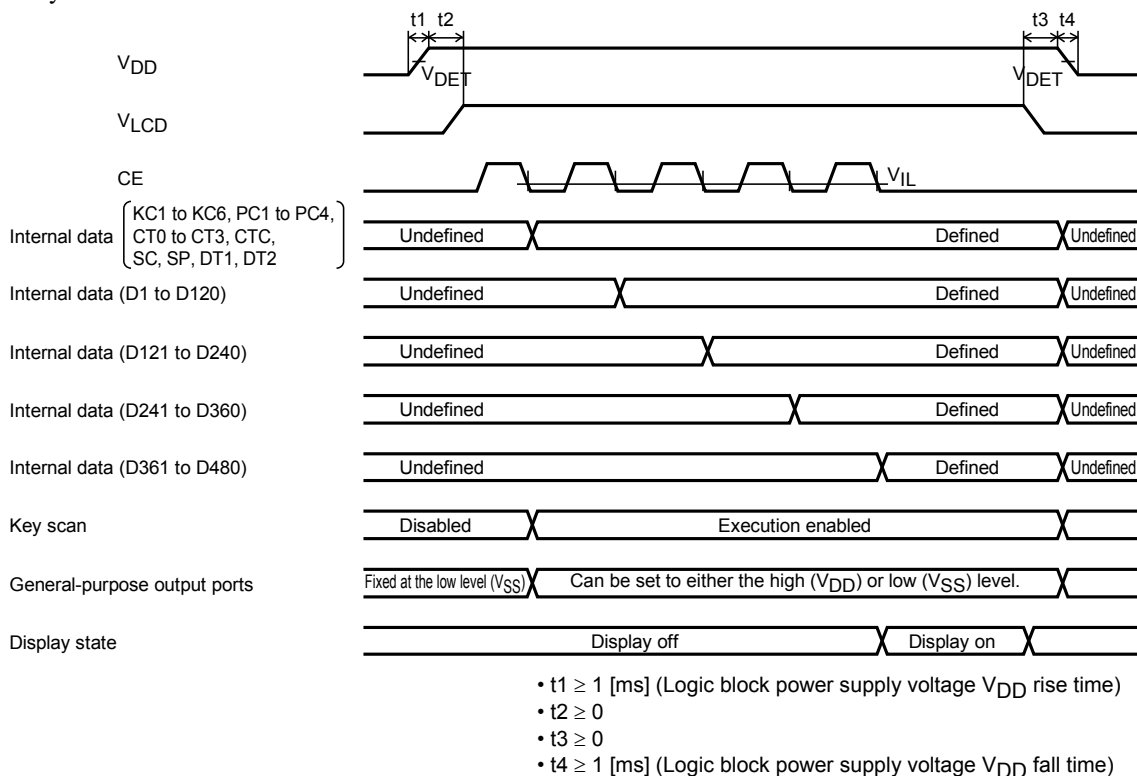 t1 t2 t3 t4
VDD VDET VDET
VLCD
CE VIL
Internal data KC1 to KC6, PC1 to PC4,
CT0 to CT3, CTC,
SC, SP, DT1, DT2
Undefined Defined Undefined
Internal data (D1 to D120) Undefined Defined Undefined
Internal data (D121 to D240) Undefined Defined Undefined
Internal data (D241 to D360) Undefined Defined Undefined
Internal data (D361 to D480) Undefined Defined Undefined
Key scan Disabled Execution enabled
General-purpose output ports Fixed at the low level (VSS) Can be set to either the high (VDD) or low (VSS) level.
Display state Display off Display on
• t1 ≥ 1 [ms] (Logic block power supply voltage VDD rise time)
• t2 ≥ 0
• t3 ≥ 0
• t4 ≥ 1 [ms] (Logic block power supply voltage VDD fall time)